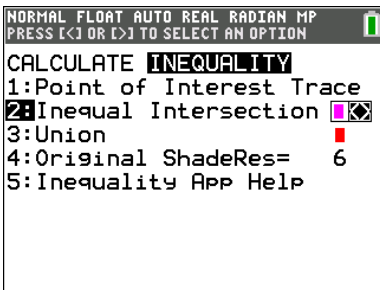 NORMAL FLOAT AUTO REAL RADIAN MP
PRESS [<] OR [>] TO SELECT AN OPTION
CALCULATE INEQUALITY
1:Point of Interest Trace
2:Inequal Intersection
3:Union
4:Original ShadeRes= 6
5:Inequality App Help